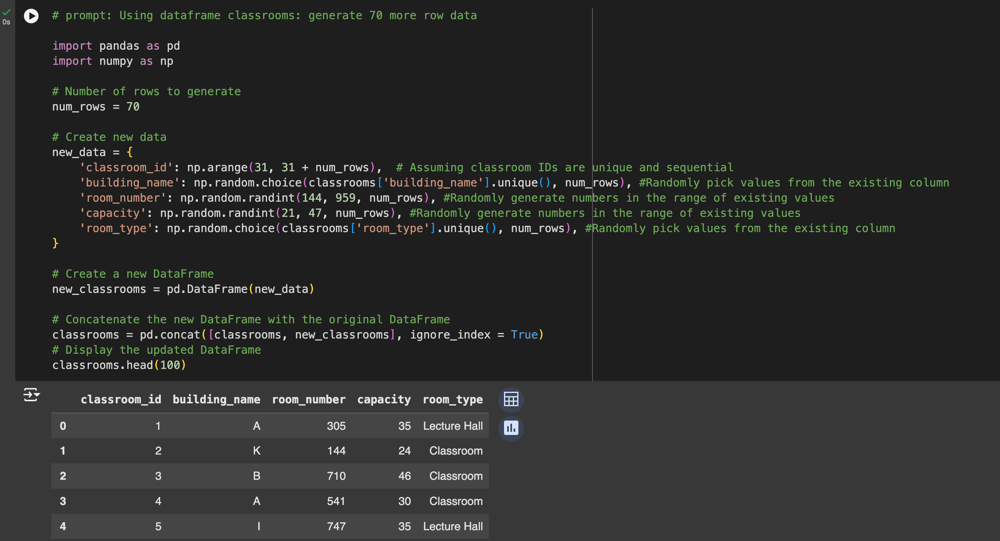 0s
# prompt: Using dataframe classrooms: generate 70 more row data
import pandas as pd
import numpy as np
# Number of rows to generate
num_rows = 70
# Create new data
new_data = {
    'classroom_id': np.arange(31, 31 + num_rows),  # Assuming classroom IDs are unique and sequential
    'building_name': np.random.choice(classrooms['building_name'].unique(), num_rows), #Randomly pick values from the existing column
    'room_number': np.random.randint(144, 959, num_rows), #Randomly generate numbers in the range of existing values
    'capacity': np.random.randint(21, 47, num_rows), #Randomly generate numbers in the range of existing values
    'room_type': np.random.choice(classrooms['room_type'].unique(), num_rows), #Randomly pick values from the existing column
}
# Create a new DataFrame
new_classrooms = pd.DataFrame(new_data)
# Concatenate the new DataFrame with the original DataFrame
classrooms = pd.concat([classrooms, new_classrooms], ignore_index = True)
# Display the updated DataFrame
classrooms.head(100)
classroom_id building_name room_number capacity room_type
0 1 A 305 35 Lecture Hall
1 2 K 144 24 Classroom
2 3 B 710 46 Classroom
3 4 A 541 30 Classroom
4 5 I 747 35 Lecture Hall